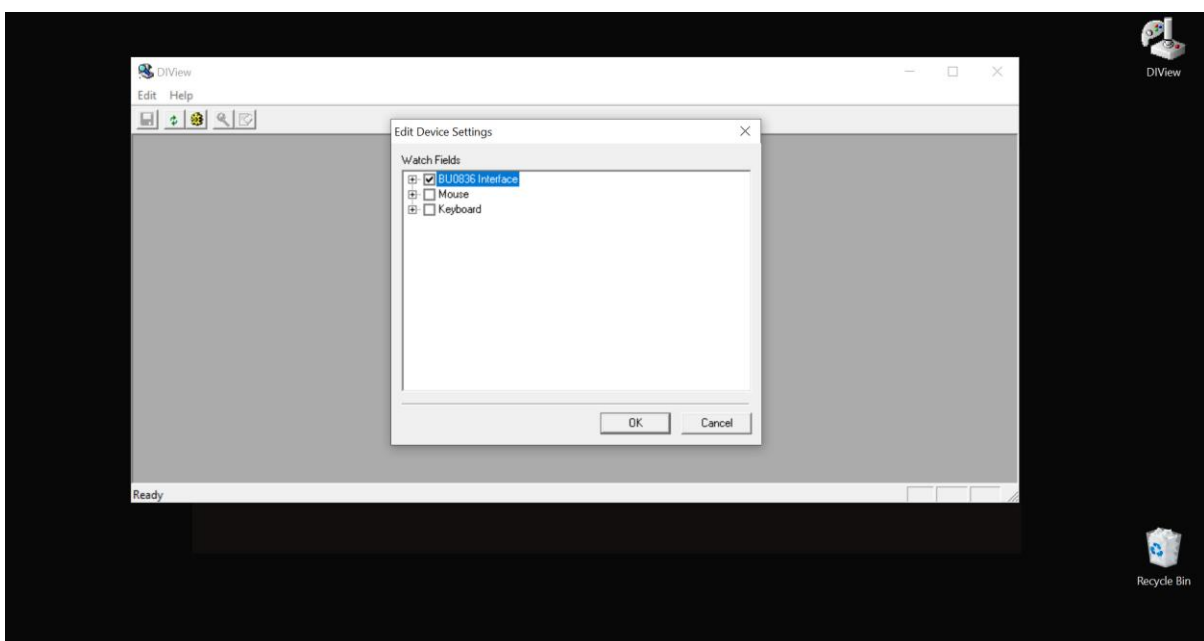 DIView
DIView
Edit Help
Edit Device Settings
Watch Fields
BU0836 Interface
Mouse
Keyboard
OK Cancel
Ready
Recycle Bin